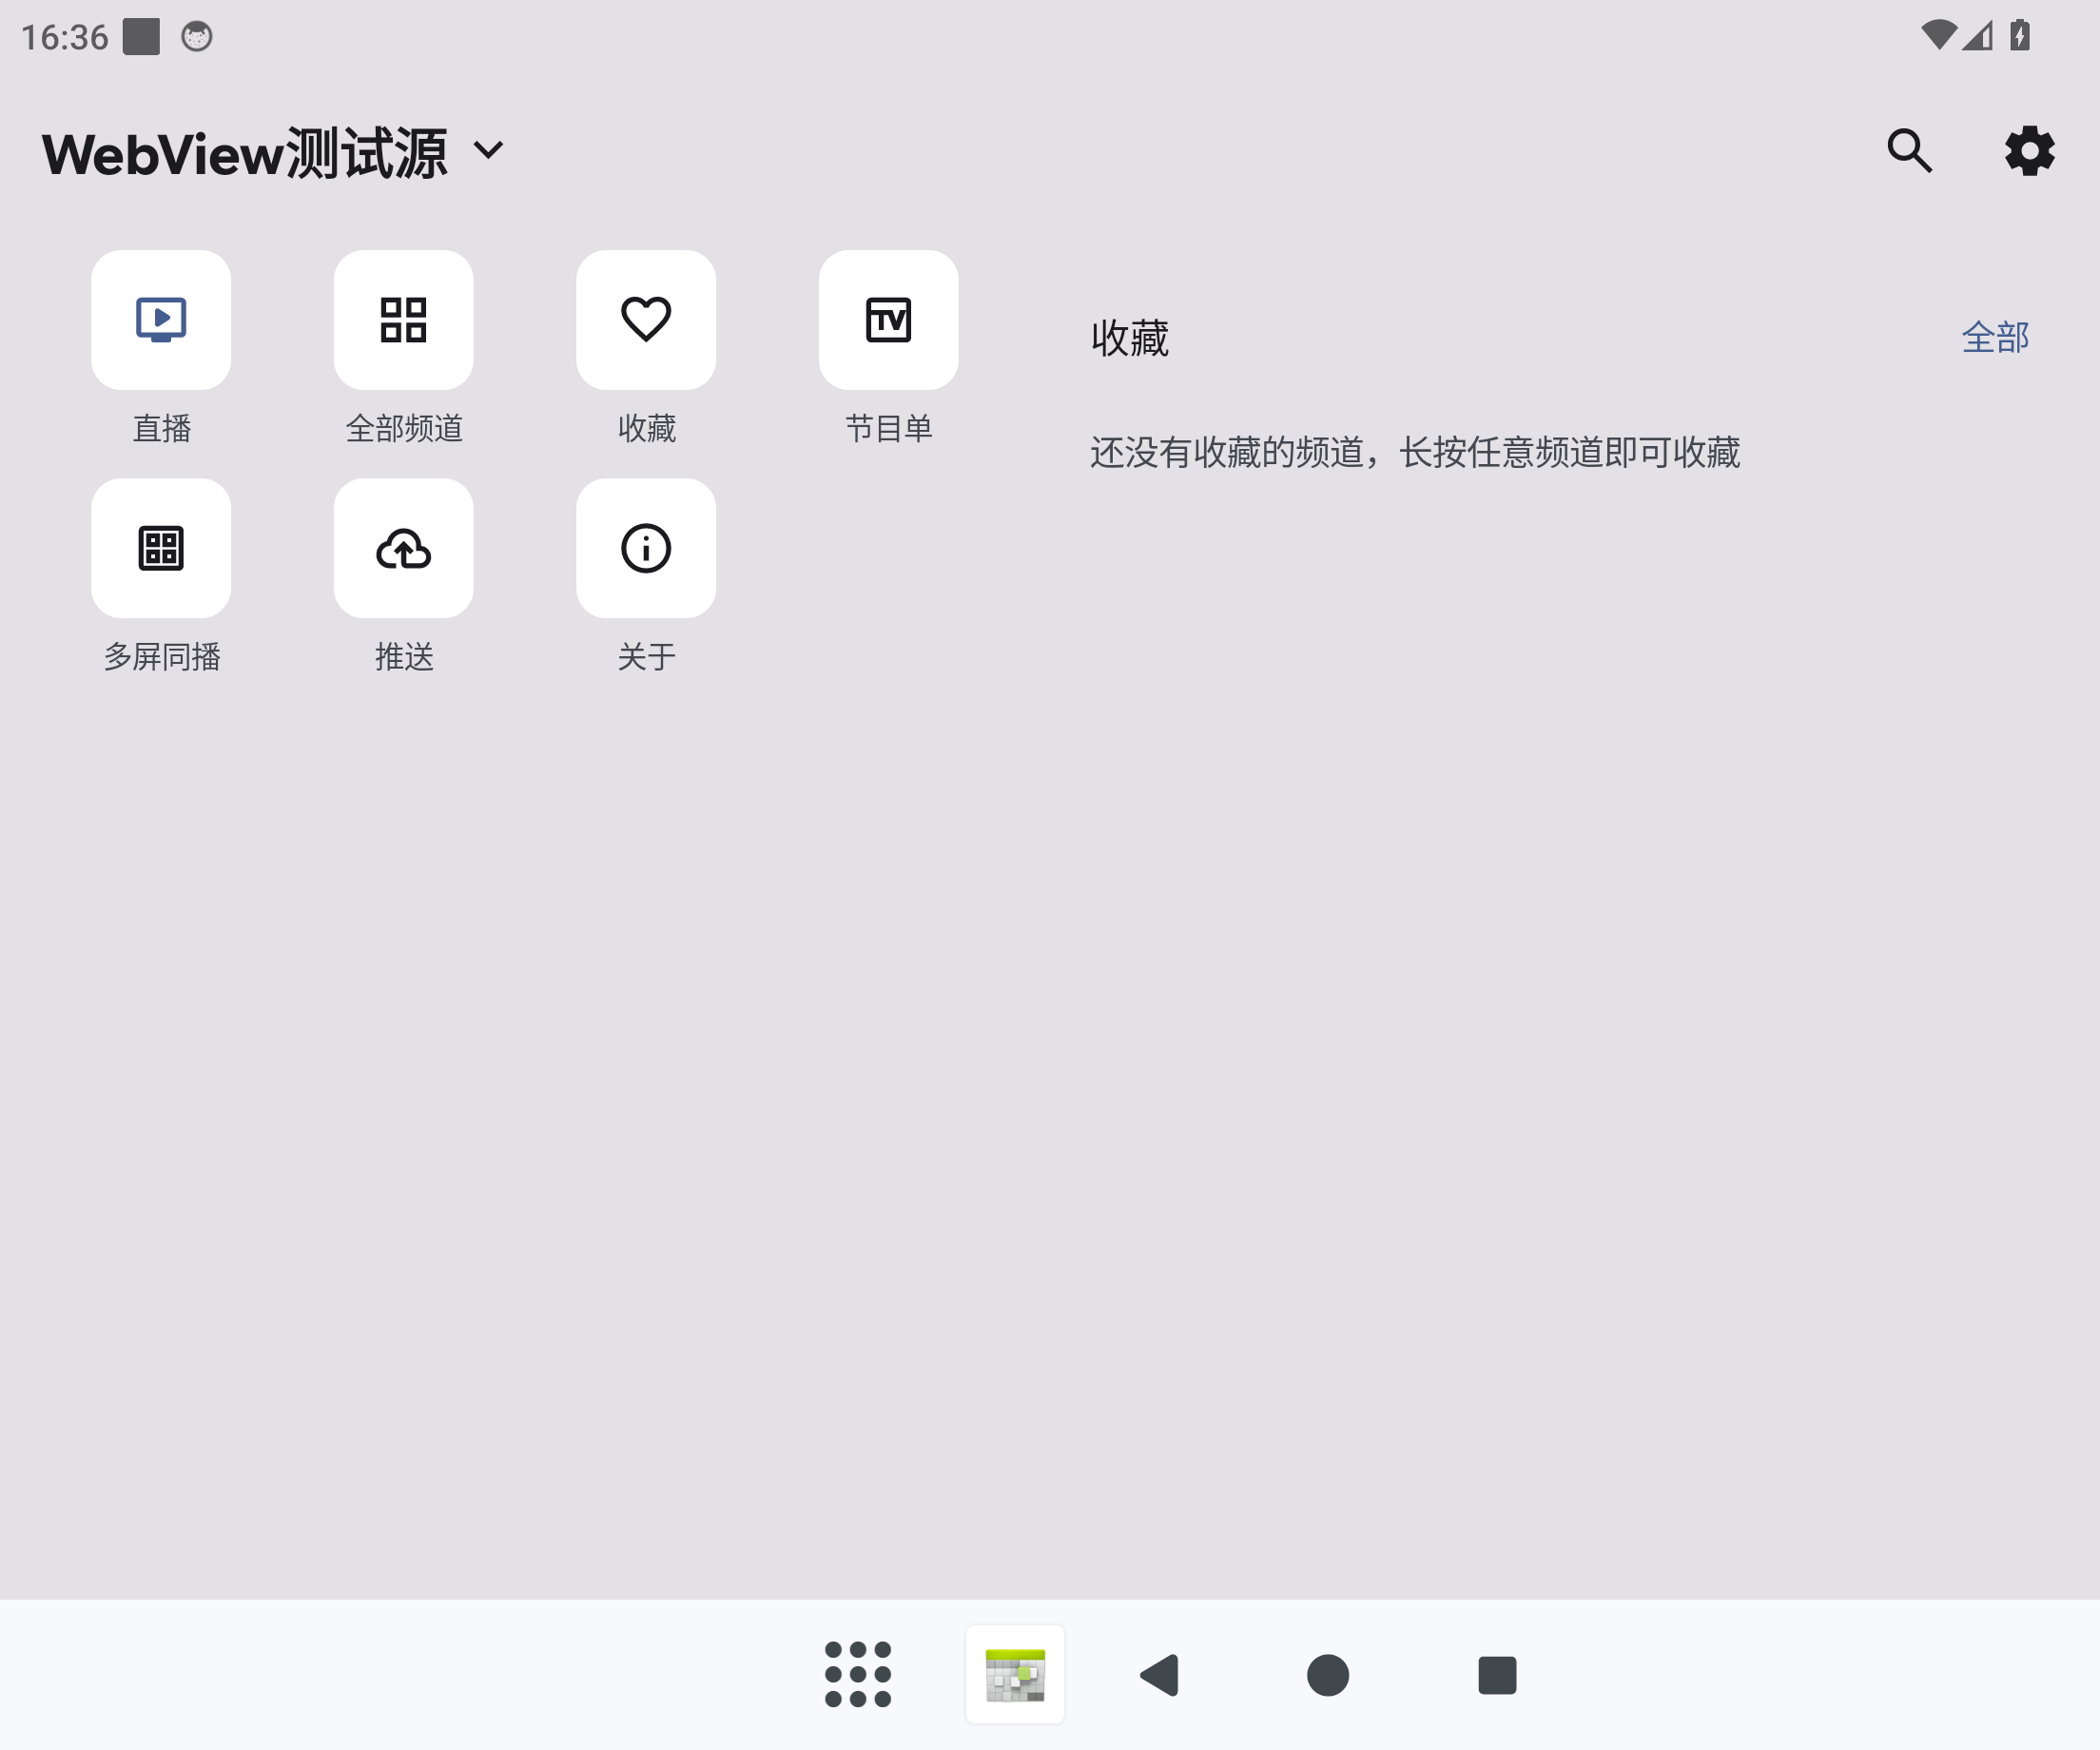 16:36
WebView测试源
直播
全部频道
收藏
节目单
多屏同播
推送
关于
收藏
全部
还没有收藏的频道，长按任意频道即可收藏